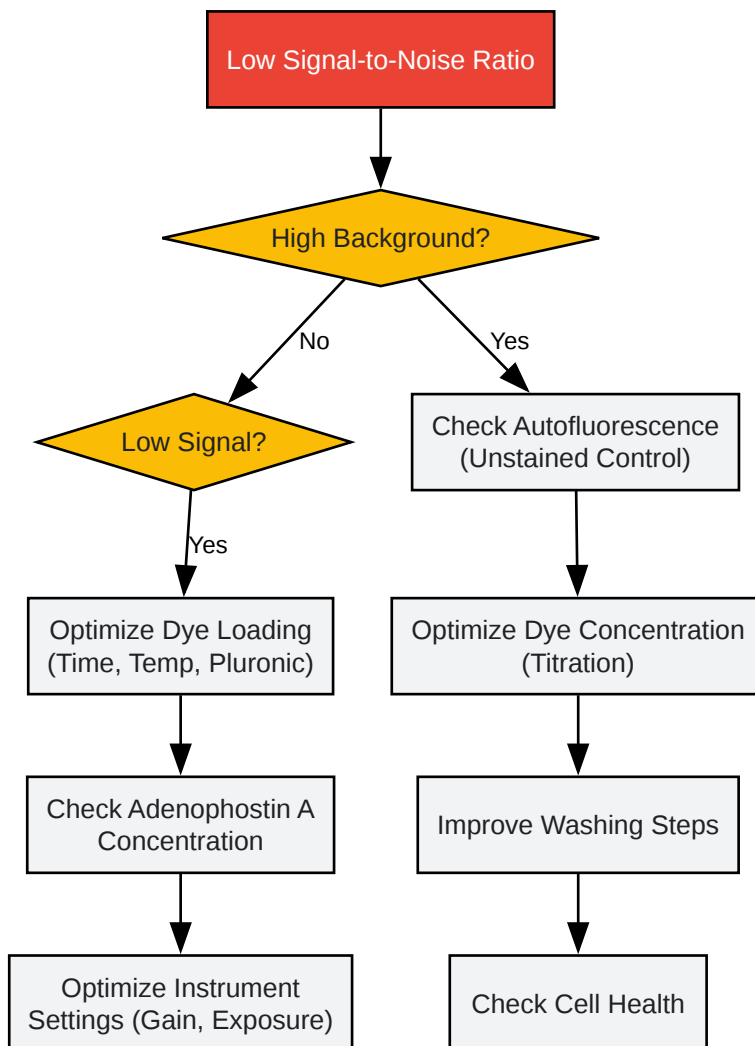 Low Signal-to-Noise Ratio
High Background?
No
Yes
Low Signal?
Check Autofluorescence
(Unstained Control)
Yes
Optimize Dye Loading
(Time, Temp, Pluronic)
Optimize Dye Concentration
(Titration)
Check Adenophostin A
Concentration
Improve Washing Steps
Optimize Instrument
Settings (Gain, Exposure)
Check Cell Health